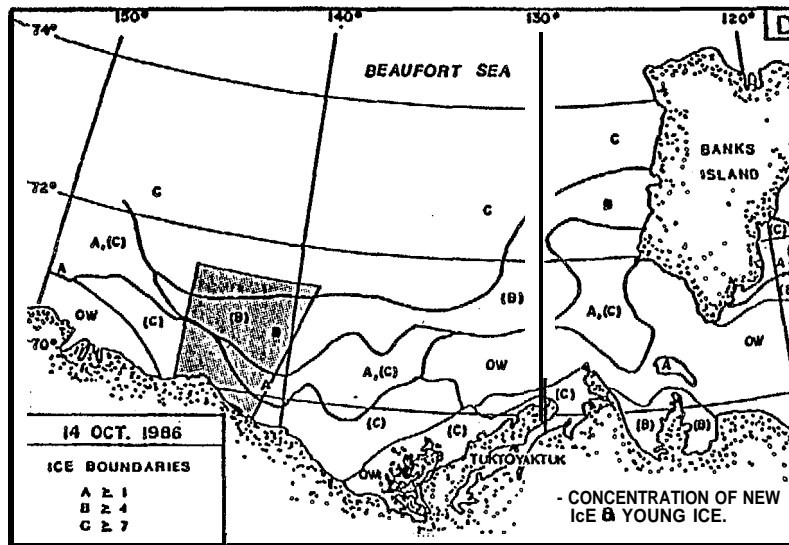 150° 140° 130° 120°
74°
D
BEAUFORT SEA
BANKS
ISLAND
C
C
C
72°
B
A,(C)
(C)
A
A
(B)
(B)
A,(C)
(B)
B
OW
(C)
70°
OW
A
A,(C)
OW
A
(C)
(C)
(C)
(B)
(B)
OW
TUKTOYAKTUK
14 OCT. 1986
ICE BOUNDARIES
A ≥ 1
B ≥ 4
C ≥ 7
- CONCENTRATION OF NEW
IcE & YOUNG ICE.